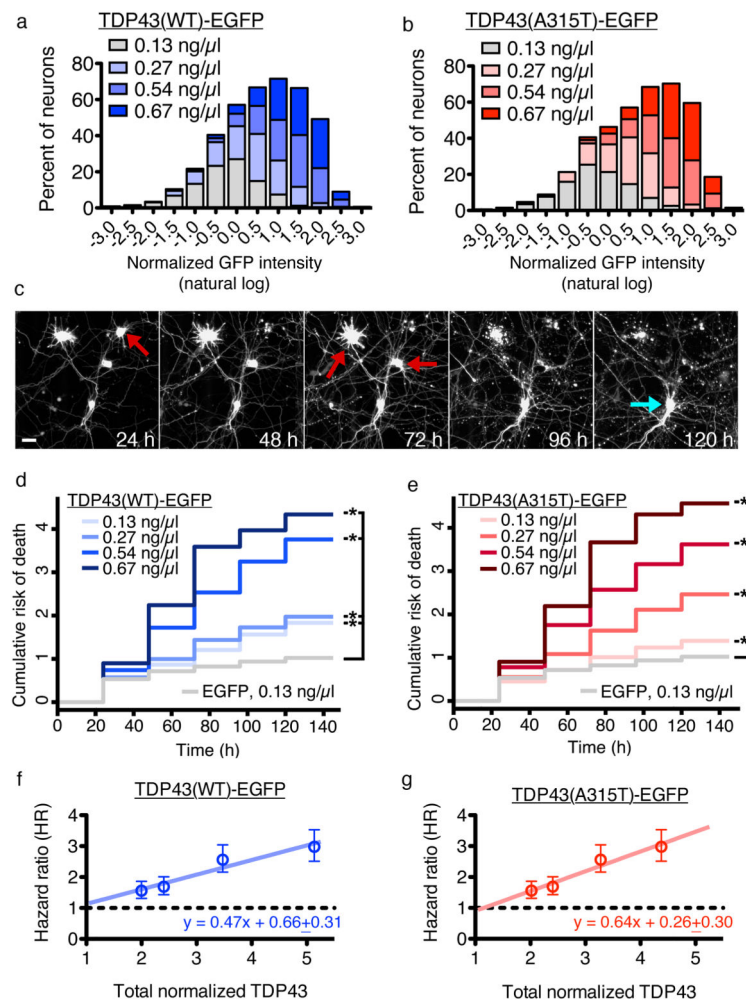 a
TDP43(WT)-EGFP
0.13 ng/µl
0.27 ng/µl
0.54 ng/µl
0.67 ng/µl
Percent of neurons
80
60
40
20
0
-3.0 -2.5 -2.0 -1.5 -1.0 -0.5 0.0 0.5 1.0 1.5 2.0 2.5 3.0
Normalized GFP intensity
(natural log)
b
TDP43(A315T)-EGFP
0.13 ng/µl
0.27 ng/µl
0.54 ng/µl
0.67 ng/µl
Percent of neurons
80
60
40
20
0
-3.0 -2.5 -2.0 -1.5 -1.0 -0.5 0.0 0.5 1.0 1.5 2.0 2.5 3.0
Normalized GFP intensity
(natural log)
c
24 h 48 h 72 h 96 h 120 h
d
TDP43(WT)-EGFP
0.13 ng/µl
0.27 ng/µl
0.54 ng/µl
0.67 ng/µl
EGFP, 0.13 ng/µl
Cumulative risk of death
4
3
2
1
0
0 20 40 60 80 100 120 140
Time (h)
*
*
*
*
e
TDP43(A315T)-EGFP
0.13 ng/µl
0.27 ng/µl
0.54 ng/µl
0.67 ng/µl
EGFP, 0.13 ng/µl
Cumulative risk of death
4
3
2
1
0
0 20 40 60 80 100 120 140
Time (h)
*
*
*
*
f
TDP43(WT)-EGFP
Hazard ratio (HR)
4
3
2
1
0
y = 0.47x + 0.66±0.31
1 2 3 4 5
Total normalized TDP43
g
TDP43(A315T)-EGFP
Hazard ratio (HR)
4
3
2
1
0
y = 0.64x + 0.26±0.30
1 2 3 4 5
Total normalized TDP43